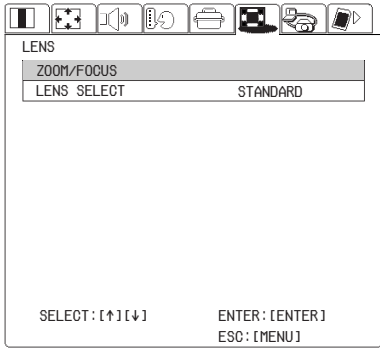 LENS
ZOOM/FOCUS
LENS SELECT STANDARD
SELECT:[↑][↓] ENTER:[ENTER]
ESC:[MENU]